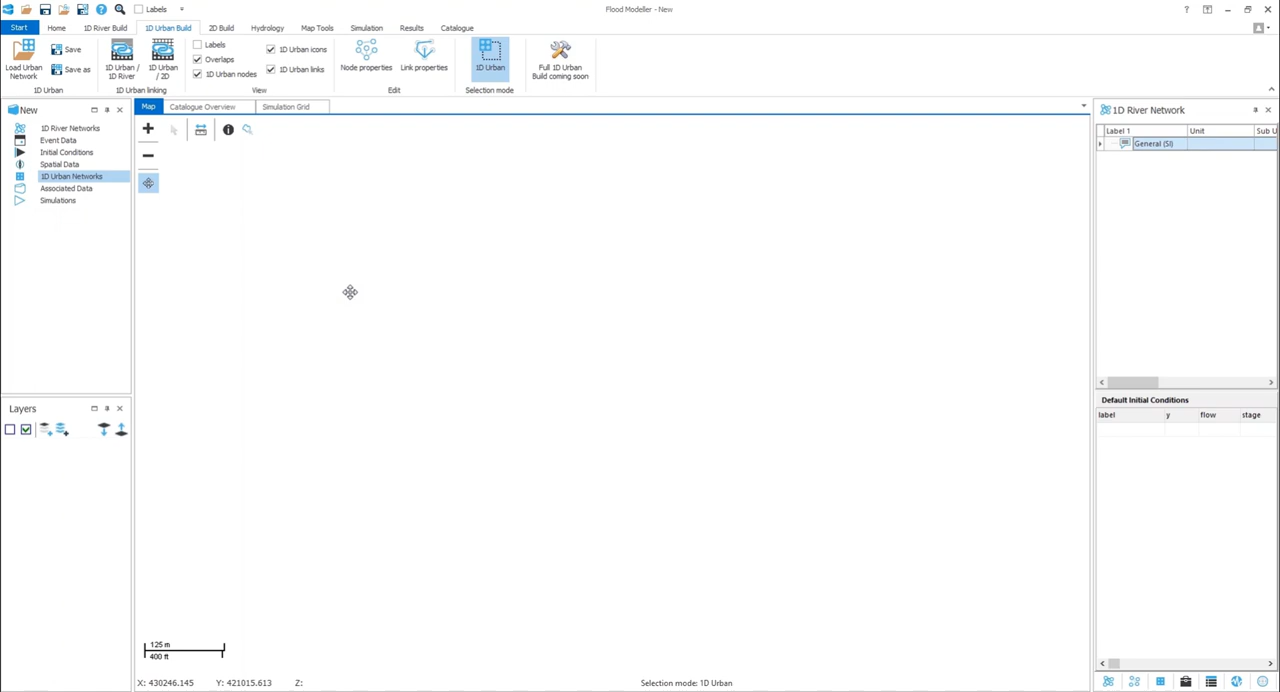 Labels
Flood Modeller - New
Start Home 1D River Build 1D Urban Build 2D Build Hydrology Map Tools Simulation Results Catalogue
Load Urban
Network
Save
Save as
1D Urban
1D Urban /
1D River
1D Urban
/ 2D
1D Urban linking
Labels
Overlaps
1D Urban nodes
1D Urban icons
1D Urban links
View
Node properties
Link properties
Edit
1D Urban
Selection mode
Full 1D Urban
Build coming soon
New
1D River Networks
Event Data
Initial Conditions
Spatial Data
1D Urban Networks
Associated Data
Simulations
Layers
Map Catalogue Overview Simulation Grid
125 m
400 ft
X: 430246.145 Y: 421015.613 Z:
Selection mode: 1D Urban
1D River Network
Label 1 Unit Sub U
General (SI)
Default Initial Conditions
label y flow stage